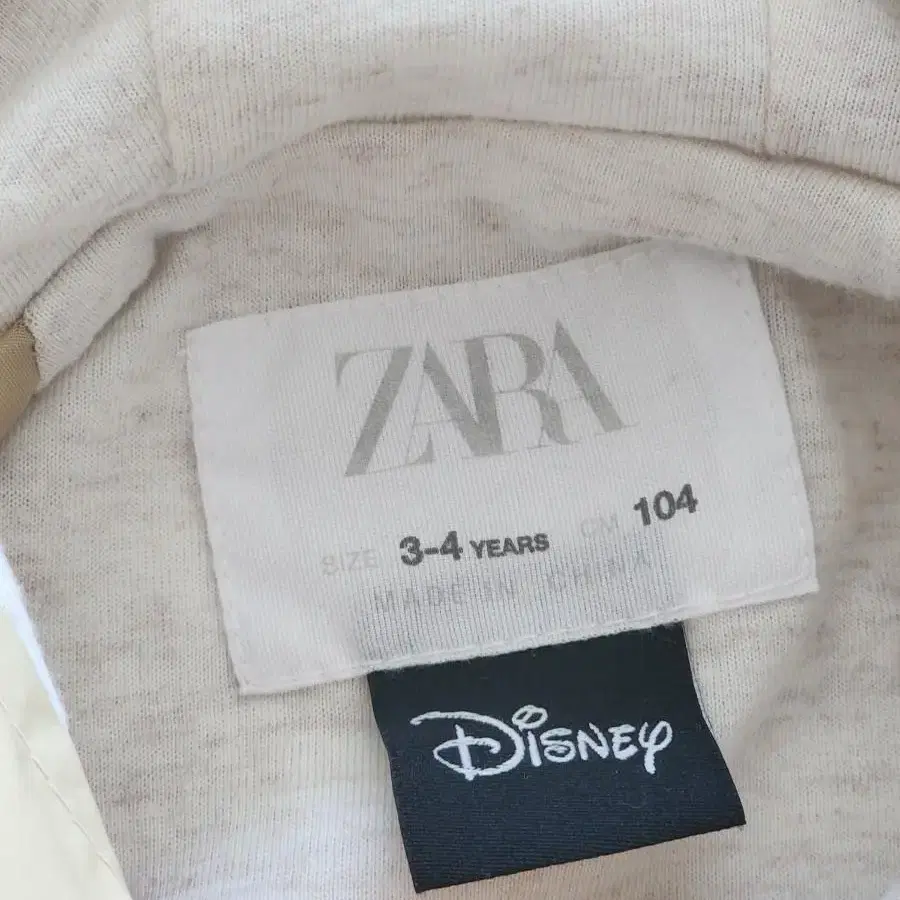 ZARA
SIZE 3-4 YEARS CM 104
MADE IN CHINA
DISNEY